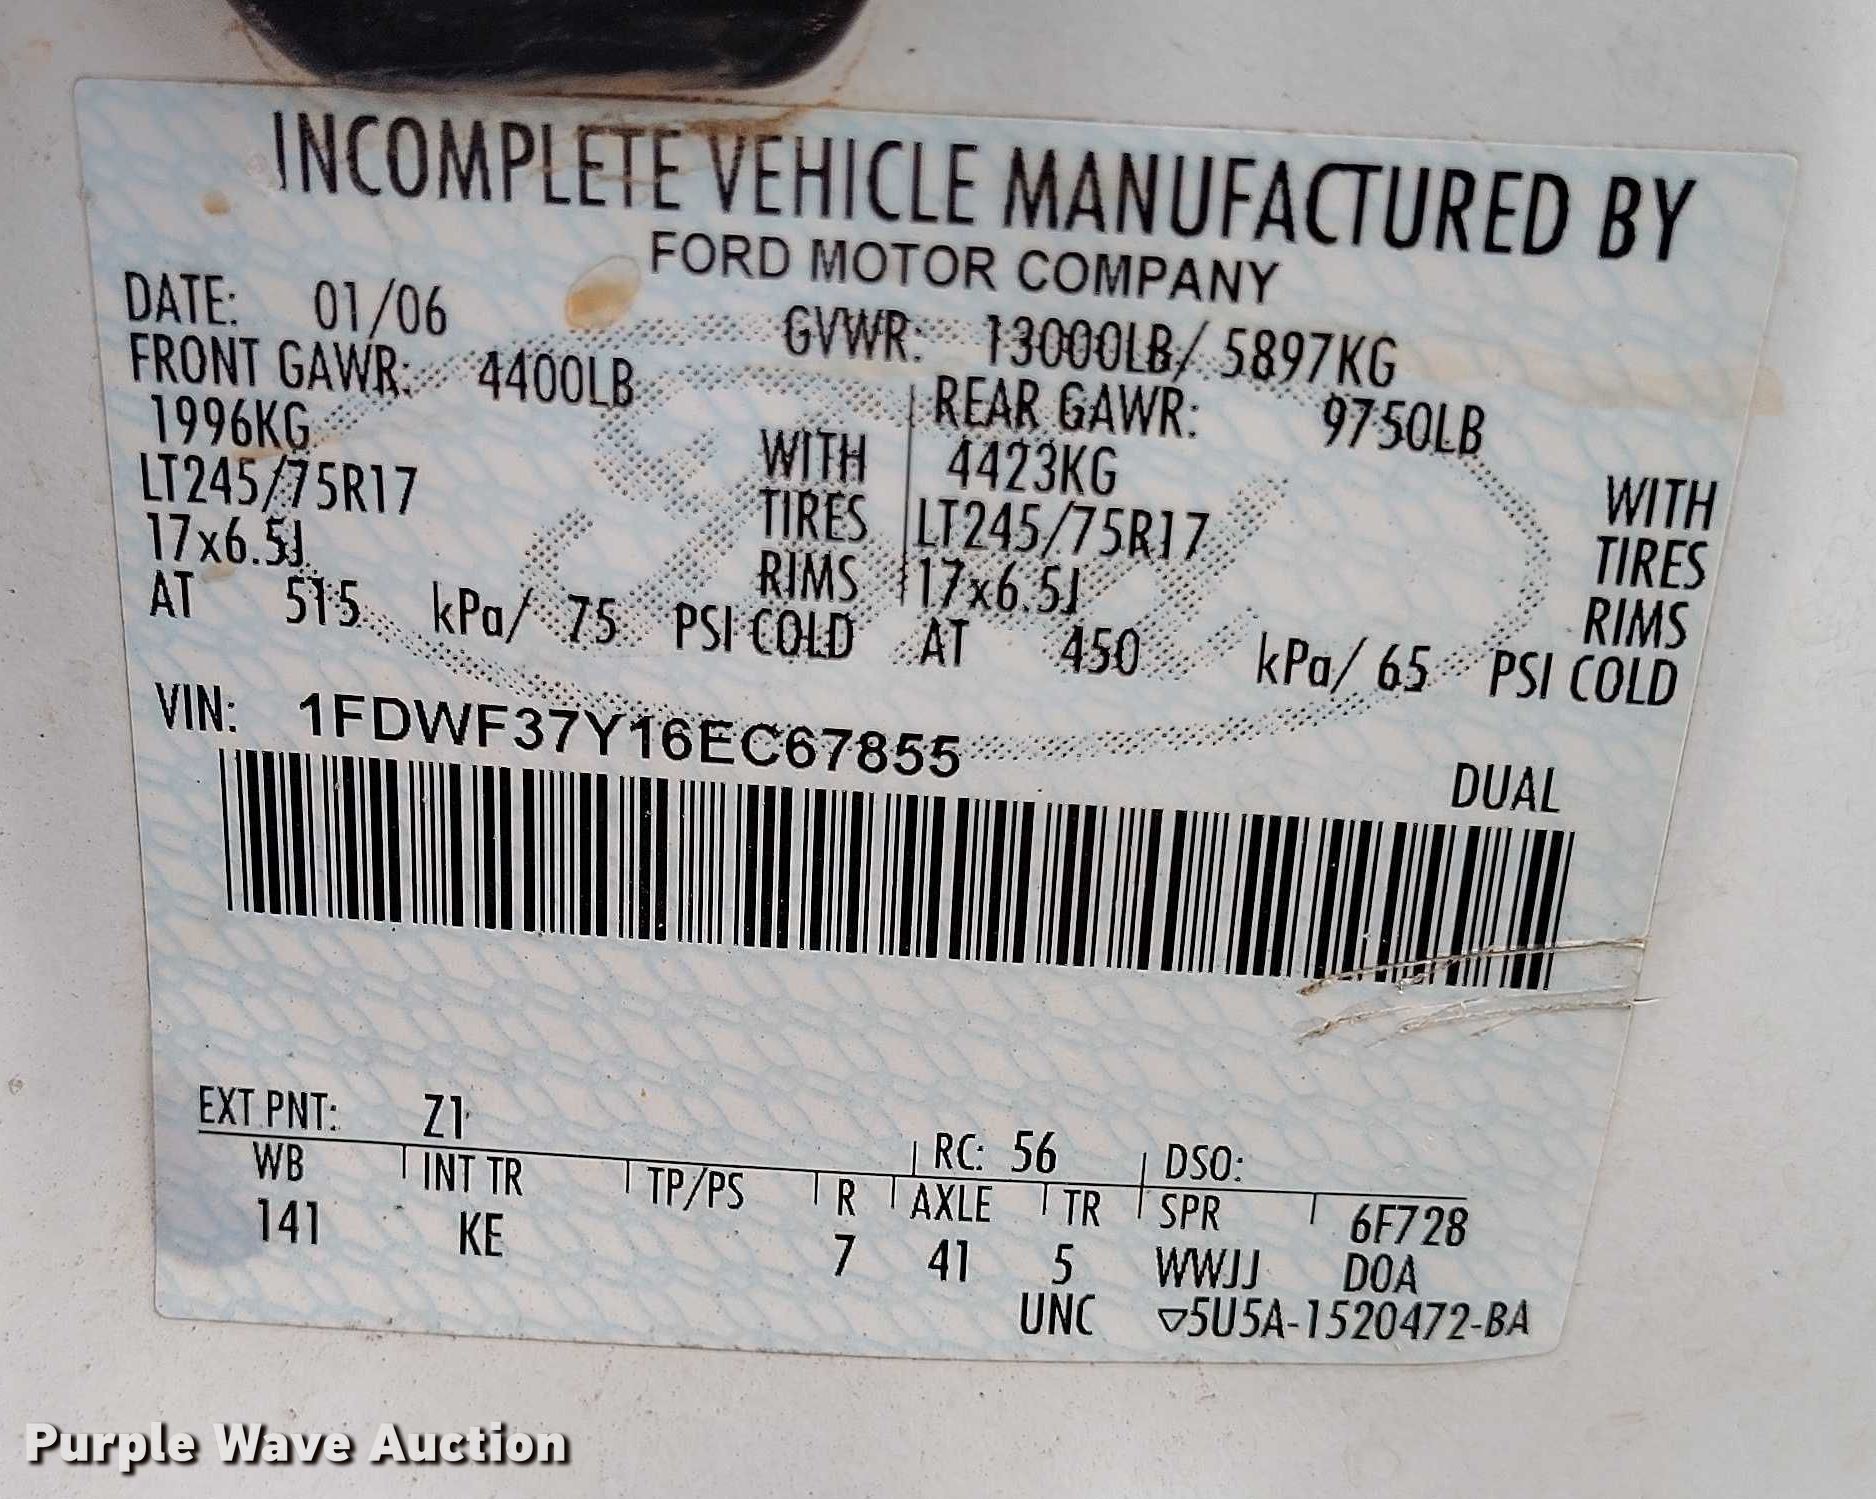 INCOMPLETE VEHICLE MANUFACTURED BY
FORD MOTOR COMPANY
DATE: 01/06 GVWR: 13000LB/ 5897KG
FRONT GAWR: 4400LB REAR GAWR: 9750LB
1996KG WITH 4423KG WITH
LT245/75R17 TIRES LT245/75R17 TIRES
17x6.5J RIMS 17x6.5J RIMS
AT 515 kPa/ 75 PSI COLD AT 450 kPa/ 65 PSI COLD
VIN: 1FDWF37Y16EC67855
DUAL
EXT PNT: Z1 RC: 56 DSO:
WB INT TR TP/PS R AXLE TR SPR 6F728
141 KE 7 41 5 WWJJ DOA
UNC ▽5U5A-1520472-BA
Purple Wave Auction